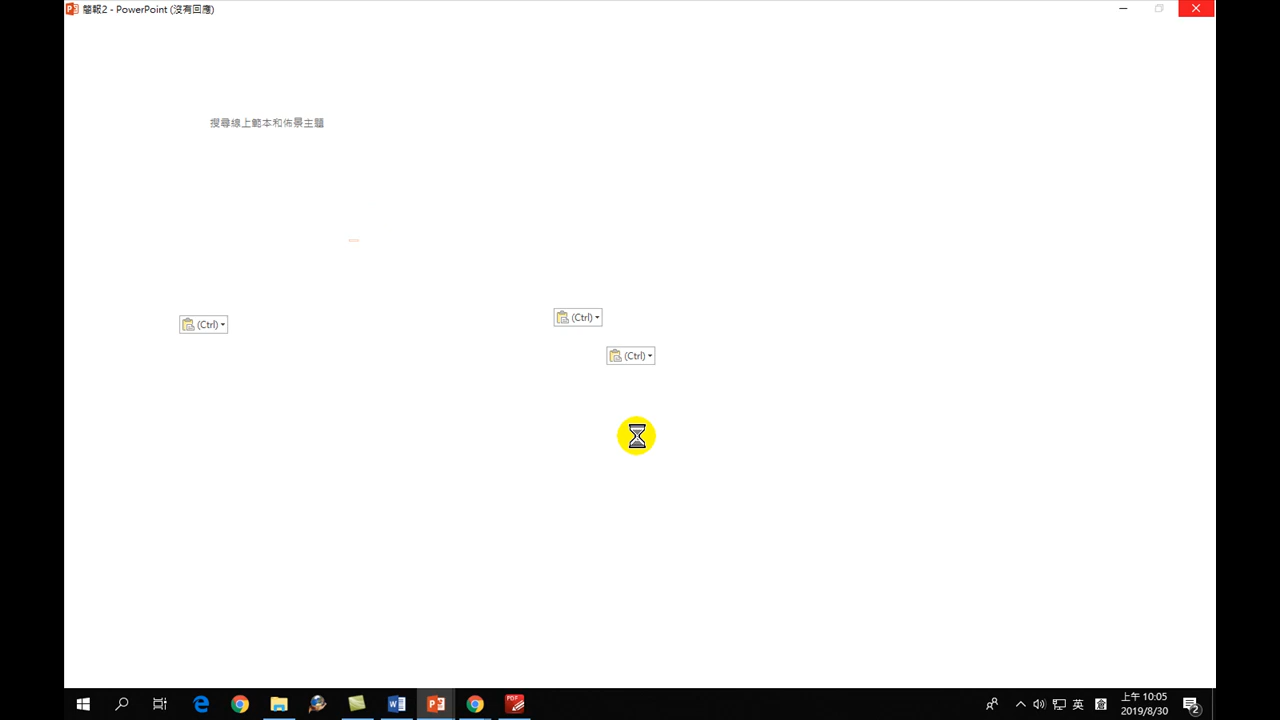 簡報2 - PowerPoint (沒有回應)
搜尋線上範本和佈景主題
(Ctrl)
(Ctrl)
(Ctrl)
PDF
英
上午 10:05
2019/8/30
2